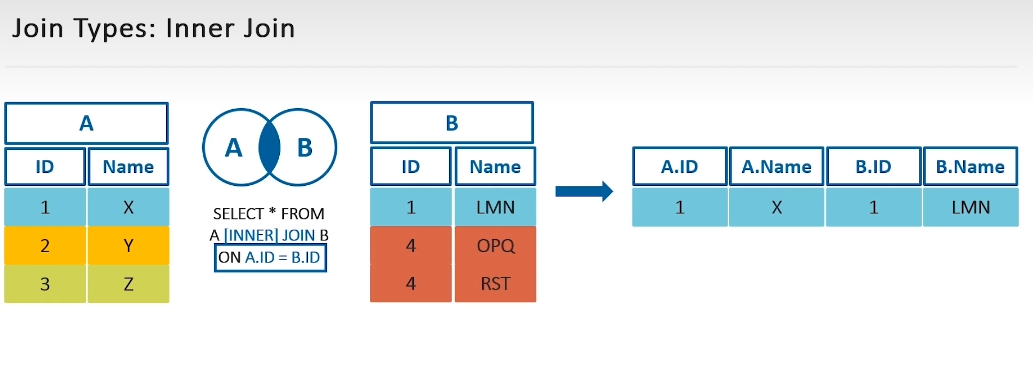 Join Types: Inner Join
A
ID Name
1 X
2 Y
3 Z
A B
SELECT * FROM
A [INNER] JOIN B
ON A.ID = B.ID
B
ID Name
1 LMN
4 OPQ
4 RST
A.ID A.Name B.ID B.Name
1 X 1 LMN